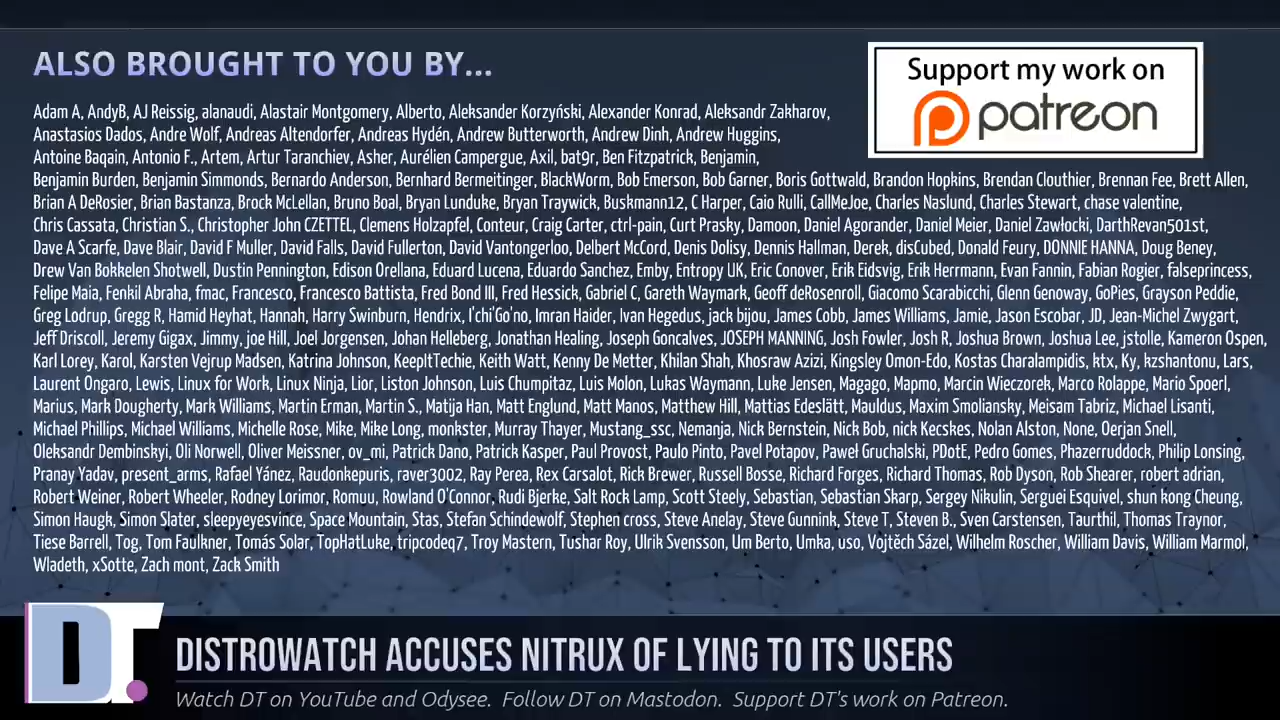 ALSO BROUGHT TO YOU BY...
Support my work on
patreon
Adam A, AndyB, AJ Reissig, alanaudi, Alastair Montgomery, Alberto, Aleksander Korzyński, Alexander Konrad, Aleksandr Zakharov,
Anastasios Dados, Andre Wolf, Andreas Altendorfer, Andreas Hydén, Andrew Butterworth, Andrew Dinh, Andrew Huggins,
Antoine Baqain, Antonio F., Artem, Artur Taranchiev, Asher, Aurélien Campergue, Axil, bat9r, Ben Fitzpatrick, Benjamin,
Benjamin Burden, Benjamin Simmonds, Bernardo Anderson, Bernhard Bermeitinger, BlackWorm, Bob Emerson, Bob Garner, Boris Gottwald, Brandon Hopkins, Brendan Clouthier, Brennan Fee, Brett Allen,
Brian A DeRosier, Brian Bastanza, Brock McLellan, Bruno Boal, Bryan Lunduke, Bryan Traywick, Buskmann12, C Harper, Caio Rulli, CallMeJoe, Charles Naslund, Charles Stewart, chase valentine,
Chris Cassata, Christian S., Christopher John CZETTEL, Clemens Holzapfel, Conteur, Craig Carter, ctrl-pain, Curt Prasky, Damoon, Daniel Agorander, Daniel Meier, Daniel Zawłocki, DarthRevan501st,
Dave A Scarfe, Dave Blair, David F Muller, David Falls, David Fullerton, David Vantongerloo, Delbert McCord, Denis Dolisy, Dennis Hallman, Derek, disCubed, Donald Feury, DONNIE HANNA, Doug Beney,
Drew Van Bokkelen Shotwell, Dustin Pennington, Edison Orellana, Eduard Lucena, Eduardo Sanchez, Emby, Entropy UK, Eric Conover, Erik Eidsvig, Erik Herrmann, Evan Fannin, Fabian Rogier, falseprincess,
Felipe Maia, Fenkil Abraha, fmac, Francesco, Francesco Battista, Fred Bond III, Fred Hessick, Gabriel C, Gareth Waymark, Geoff deRosenroll, Giacomo Scarabicchi, Glenn Genoway, GoPies, Grayson Peddie,
Greg Lodrup, Gregg R, Hamid Heyhat, Hannah, Harry Swinburn, Hendrix, I'chi'Go'no, Imran Haider, Ivan Hegedus, jack bijou, James Cobb, James Williams, Jamie, Jason Escobar, JD, Jean-Michel Zwygart,
Jeff Driscoll, Jeremy Gigax, Jimmy, joe Hill, Joel Jorgensen, Johan Helleberg, Jonathan Healing, Joseph Goncalves, JOSEPH MANNING, Josh Fowler, Josh R, Joshua Brown, Joshua Lee, jstolle, Kameron Ospen,
Karl Lorey, Karol, Karsten Vejrup Madsen, Katrina Johnson, KeepItTechie, Keith Watt, Kenny De Metter, Khilan Shah, Khosraw Azizi, Kingsley Omon-Edo, Kostas Charalampidis, ktx, Ky, kzshantonu, Lars,
Laurent Ongaro, Lewis, Linux for Work, Linux Ninja, Lior, Liston Johnson, Luis Chumpitaz, Luis Molon, Lukas Waymann, Luke Jensen, Magago, Mapmo, Marcin Wieczorek, Marco Rolappe, Mario Spoerl,
Marius, Mark Dougherty, Mark Williams, Martin Erman, Martin S., Matija Han, Matt Englund, Matt Manos, Matthew Hill, Mattias Edeslätt, Mauldus, Maxim Smoliansky, Meisam Tabriz, Michael Lisanti,
Michael Phillips, Michael Williams, Michelle Rose, Mike, Mike Long, monkster, Murray Thayer, Mustang_ssc, Nemanja, Nick Bernstein, Nick Bob, nick Kecskes, Nolan Alston, None, Oerjan Snell,
Oleksandr Dembinskyi, Oli Norwell, Oliver Meissner, ov_mi, Patrick Dano, Patrick Kasper, Paul Provost, Paulo Pinto, Pavel Potapov, Paweł Gruchalski, PDotE, Pedro Gomes, Phazerruddock, Philip Lonsing,
Pranay Yadav, present_arms, Rafael Yánez, Raudonkepuris, raver3002, Ray Perea, Rex Carsalot, Rick Brewer, Russell Bosse, Richard Forges, Richard Thomas, Rob Dyson, Rob Shearer, robert adrian,
Robert Weiner, Robert Wheeler, Rodney Lorimor, Romuu, Rowland O'Connor, Rudi Bjerke, Salt Rock Lamp, Scott Steely, Sebastian, Sebastian Skarp, Sergey Nikulin, Serguei Esquivel, shun kong Cheung,
Simon Haugk, Simon Slater, sleepyeyesvince, Space Mountain, Stas, Stefan Schindewolf, Stephen cross, Steve Anelay, Steve Gunnink, Steve T, Steven B., Sven Carstensen, Taurthil, Thomas Traynor,
Tiese Barrell, Tog, Tom Faulkner, Tomás Solar, TopHatLuke, tripcodeq7, Troy Mastern, Tushar Roy, Ulrik Svensson, Um Berto, Umka, uso, Vojtěch Sázel, Wilhelm Roscher, William Davis, William Marmol,
Wladeth, xSotte, Zach mont, Zack Smith
DT.
DISTROWATCH ACCUSES NITRUX OF LYING TO ITS USERS
Watch DT on YouTube and Odysee. Follow DT on Mastodon. Support DT's work on Patreon.